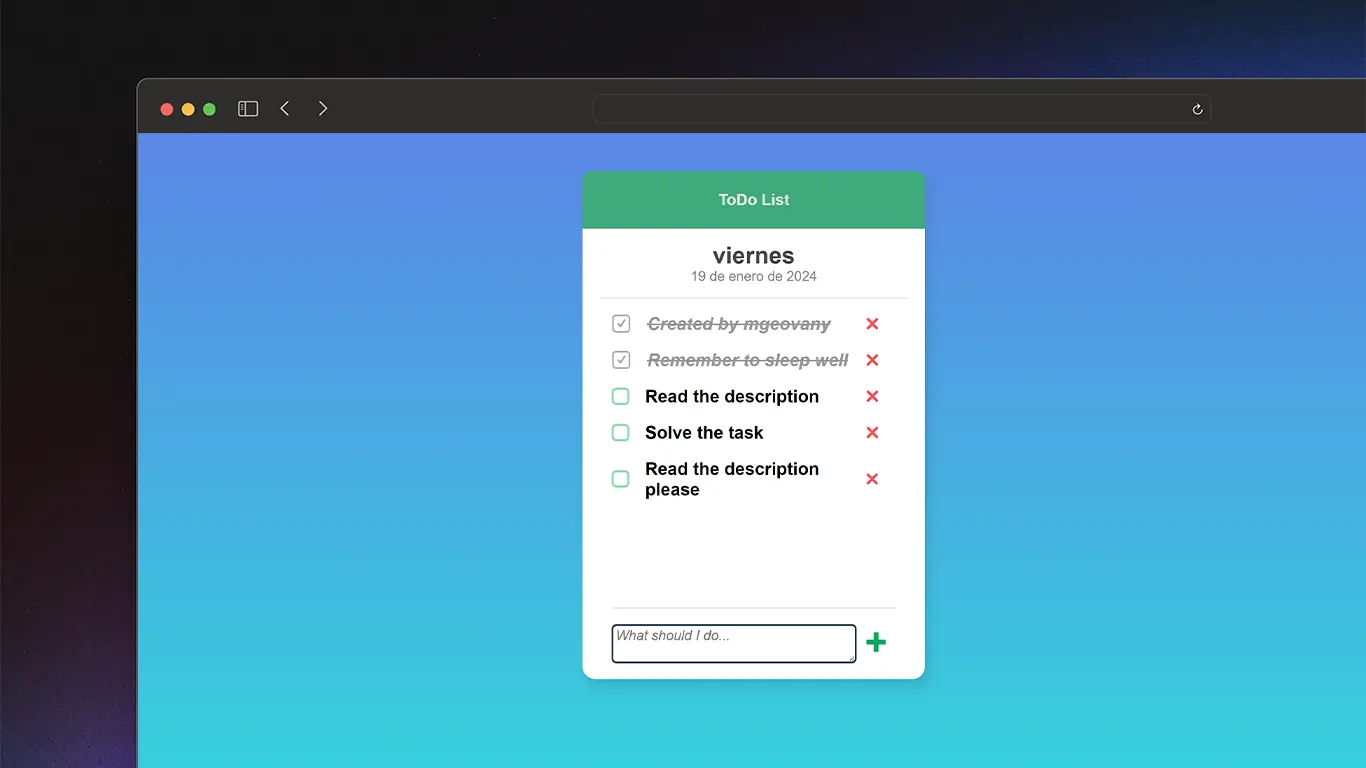 ToDo List
viernes
19 de enero de 2024
Created by mgeovany
Remember to sleep well
Read the description
Solve the task
Read the description
please
What should I do...